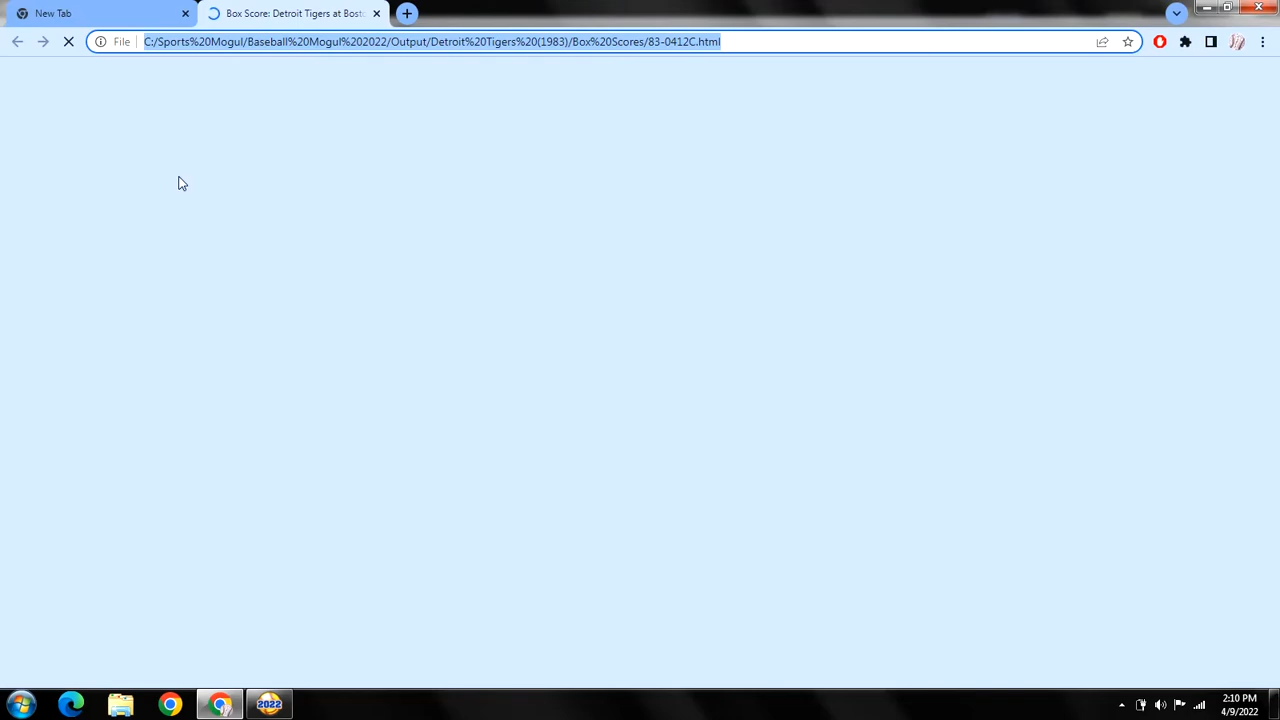 New Tab
Box Score: Detroit Tigers at Bost
File
C:/Sports%20Mogul/Baseball%20Mogul%202022/Output/Detroit%20Tigers%20(1983)/Box%20Scores/83-0412C.html
2022
2:10 PM
4/9/2022